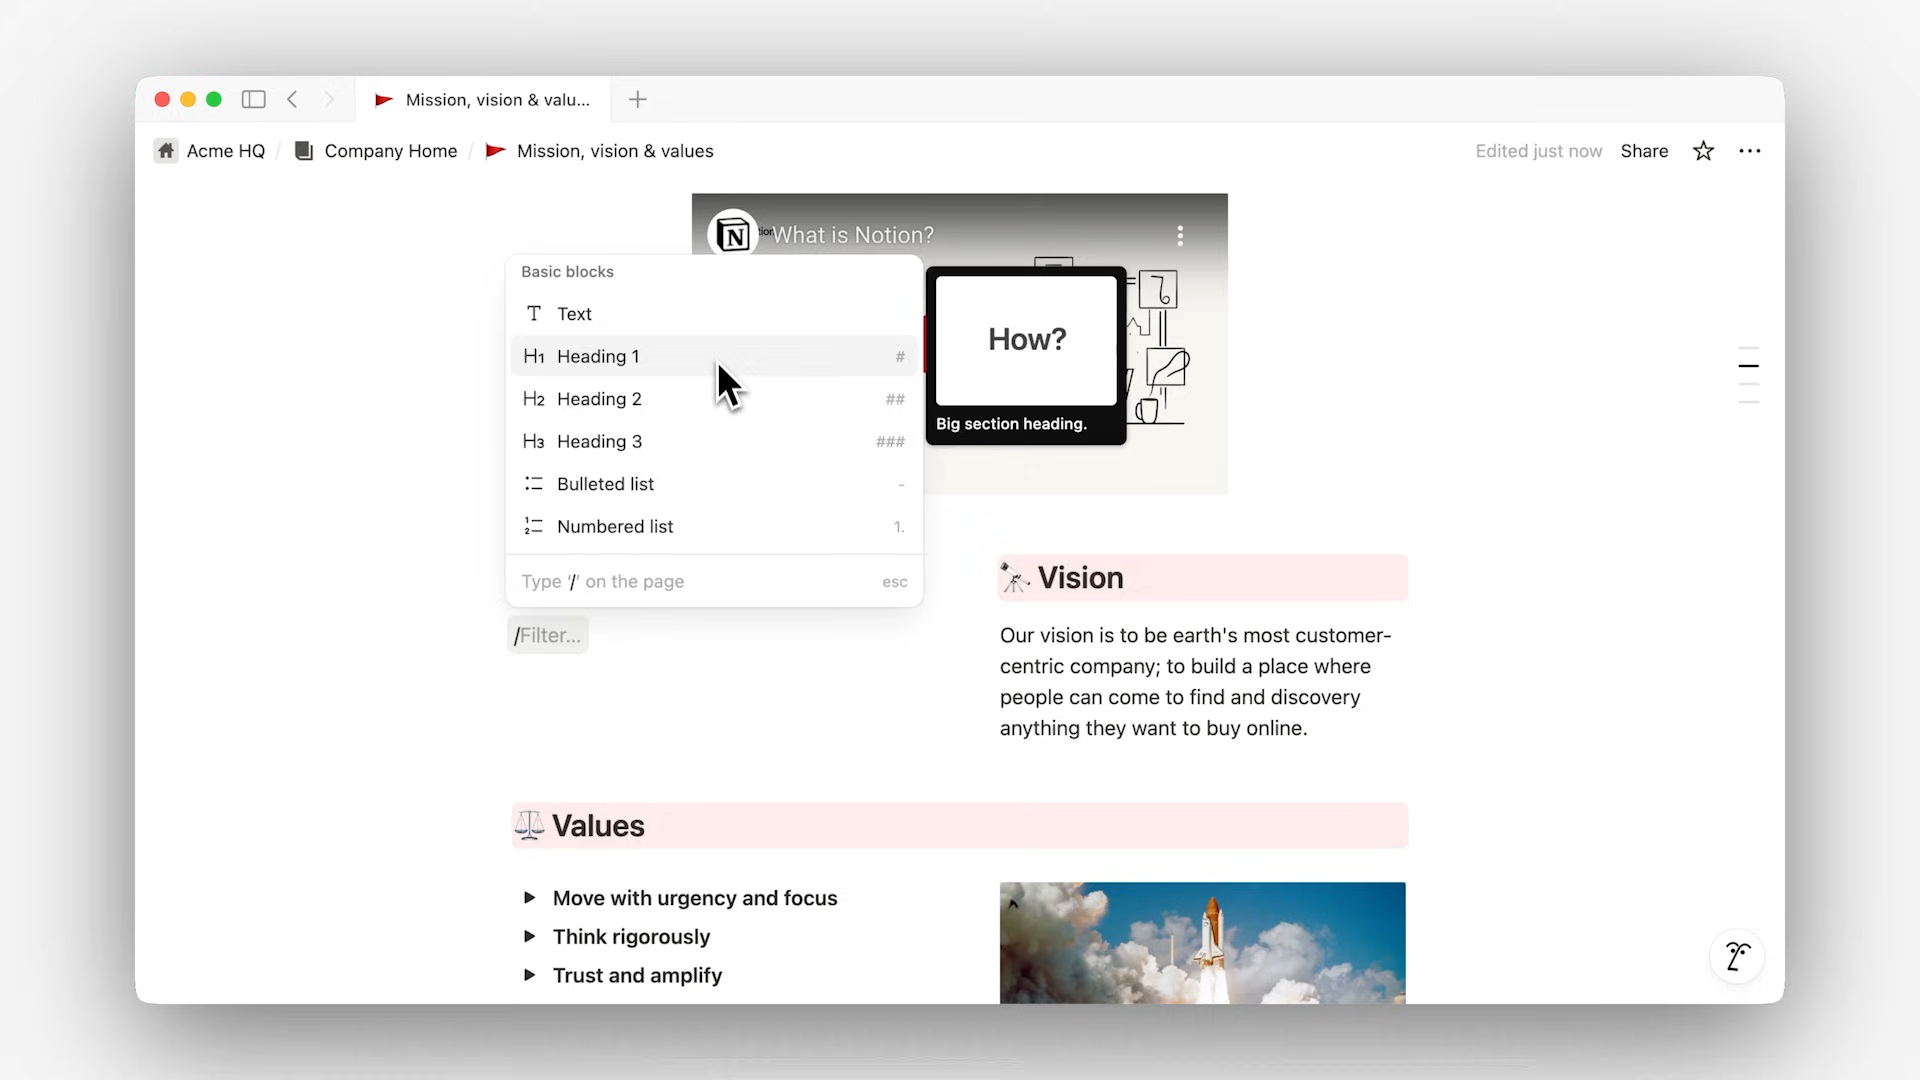 Mission, vision & valu...
Acme HQ / Company Home / Mission, vision & values
Edited just now
Share
What is Notion?
Basic blocks
T Text
H1 Heading 1 #
H2 Heading 2 ##
H3 Heading 3 ###
Bulleted list -
Numbered list 1.
Type '/' on the page esc
/Filter...
How?
Big section heading.
Vision
Our vision is to be earth's most customer-
centric company; to build a place where
people can come to find and discovery
anything they want to buy online.
Values
Move with urgency and focus
Think rigorously
Trust and amplify